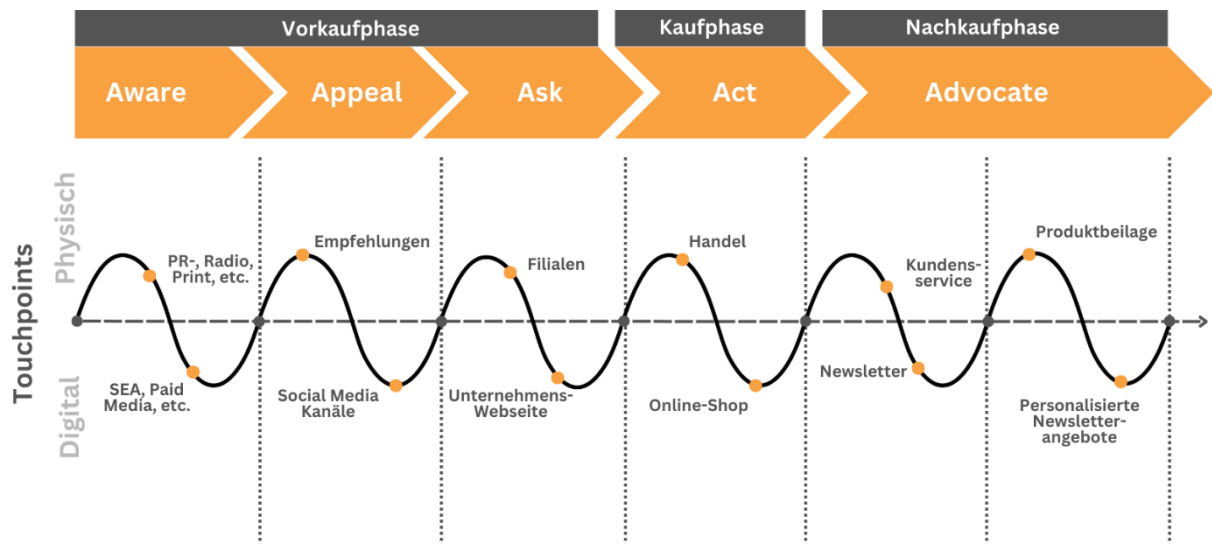 Vorkaufphase
Kaufphase
Nachkaufphase
Aware
Appeal
Ask
Act
Advocate
Touchpoints
Physisch
Digital
PR-, Radio,
Print, etc.
SEA, Paid
Media, etc.
Empfehlungen
Social Media
Kanäle
Filialen
Unternehmens-
Webseite
Handel
Online-Shop
Kundens-
service
Newsletter
Produktbeilage
Personalisierte
Newsletter-
angebote